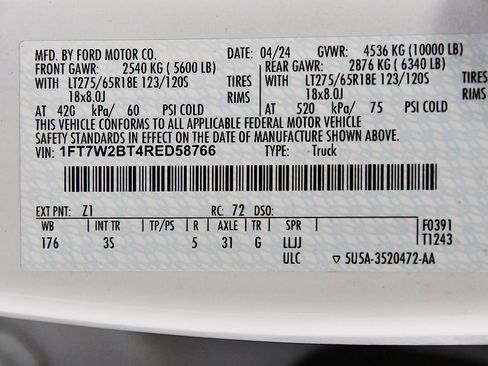 MFD. BY FORD MOTOR CO. DATE: 04/24 GVWR: 4536 KG (10000 LB)
FRONT GAWR: 2540 KG ( 5600 LB) REAR GAWR: 2876 KG ( 6340 LB)
WITH LT275/65R18E 123/120S TIRES WITH LT275/65R18E 123/120S TIRES
18x8.0J RIMS 18x8.0J RIMS
AT 420 kPa/ 60 PSI COLD AT 520 kPa/ 75 PSI COLD
THIS VEHICLE CONFORMS TO ALL APPLICABLE FEDERAL MOTOR VEHICLE
SAFETY STANDARDS IN EFFECT ON THE DATE OF MANUFACTURE SHOWN ABOVE.
VIN: 1FT7W2BT4RED58766 TYPE: Truck
EXT PNT: Z1 RC: 72 DSO: F0391
WB INT TR TP/PS R AXLE TR SPR T1243
176 3S 5 31 G LLJJ
ULC 5U5A-3520472-AA